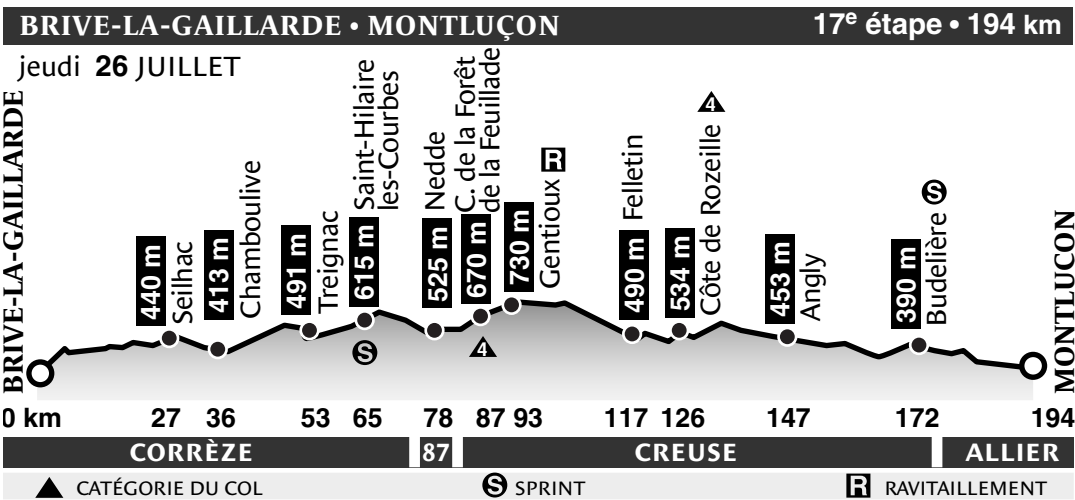 BRIVE-LA-GAILLARDE • MONTLUÇON
17e étape • 194 km
jeudi 26 JUILLET
BRIVE-LA-GAILLARDE
440 m
Seilhac
413 m
Chamboulive
491 m
Treignac
615 m
Saint-Hilaire
les-Courbes
S
525 m
Nedde
670 m
C. de la Forêt
de la Feuillade
4
730 m
Gentioux R
490 m
Felletin
534 m
Côte de Rozeille 4
453 m
Angly
390 m
Budelière S
MONTLUCON
0 km 27 36 53 65 78 87 93 117 126 147 172 194
CORRÈZE 87 CREUSE ALLIER
CATÉGORIE DU COL S SPRINT R RAVITAILLEMENT